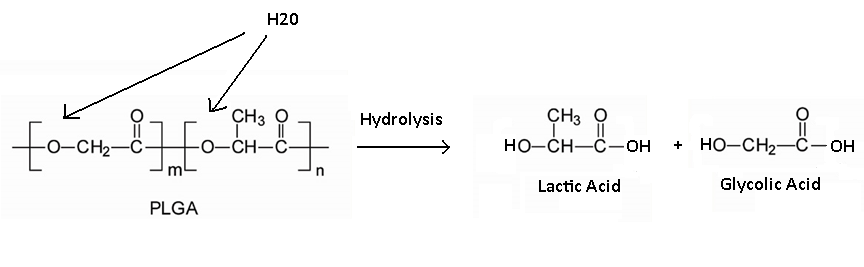 H20
Hydrolysis
O–CH₂–C
O
m
O–CH–C
CH₃ O
n
PLGA
HO–CH–C–OH
CH₃ O
Lactic Acid
+
HO–CH₂–C–OH
O
Glycolic Acid